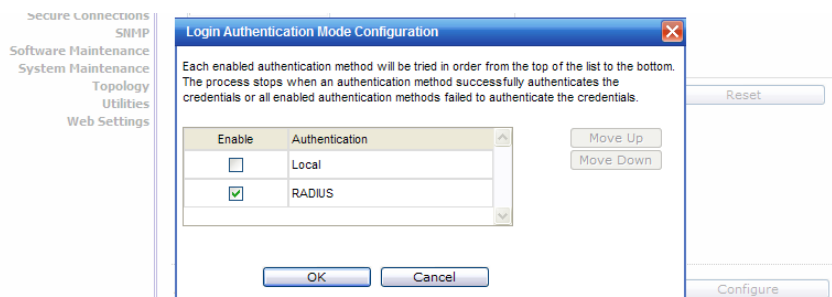 Secure Connections
SNMP
Software Maintenance
System Maintenance
Topology
Utilities
Web Settings
Login Authentication Mode Configuration
Each enabled authentication method will be tried in order from the top of the list to the bottom.
The process stops when an authentication method successfully authenticates the
credentials or all enabled authentication methods failed to authenticate the credentials.
Enable Authentication
Local
RADIUS
Move Up
Move Down
OK Cancel
Reset
Configure